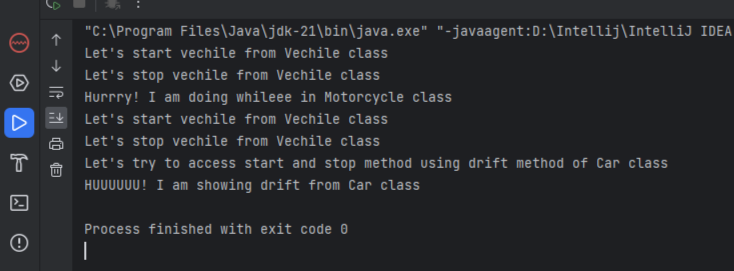 "C:\Program Files\Java\jdk-21\bin\java.exe" "-javaagent:D:\Intellij\IntelliJ IDEA
Let's start vechile from Vechile class
Let's stop vechile from Vechile class
Hurrry! I am doing whileee in Motorcycle class
Let's start vechile from Vechile class
Let's stop vechile from Vechile class
Let's try to access start and stop method using drift method of Car class
HUUUUUU! I am showing drift from Car class
Process finished with exit code 0